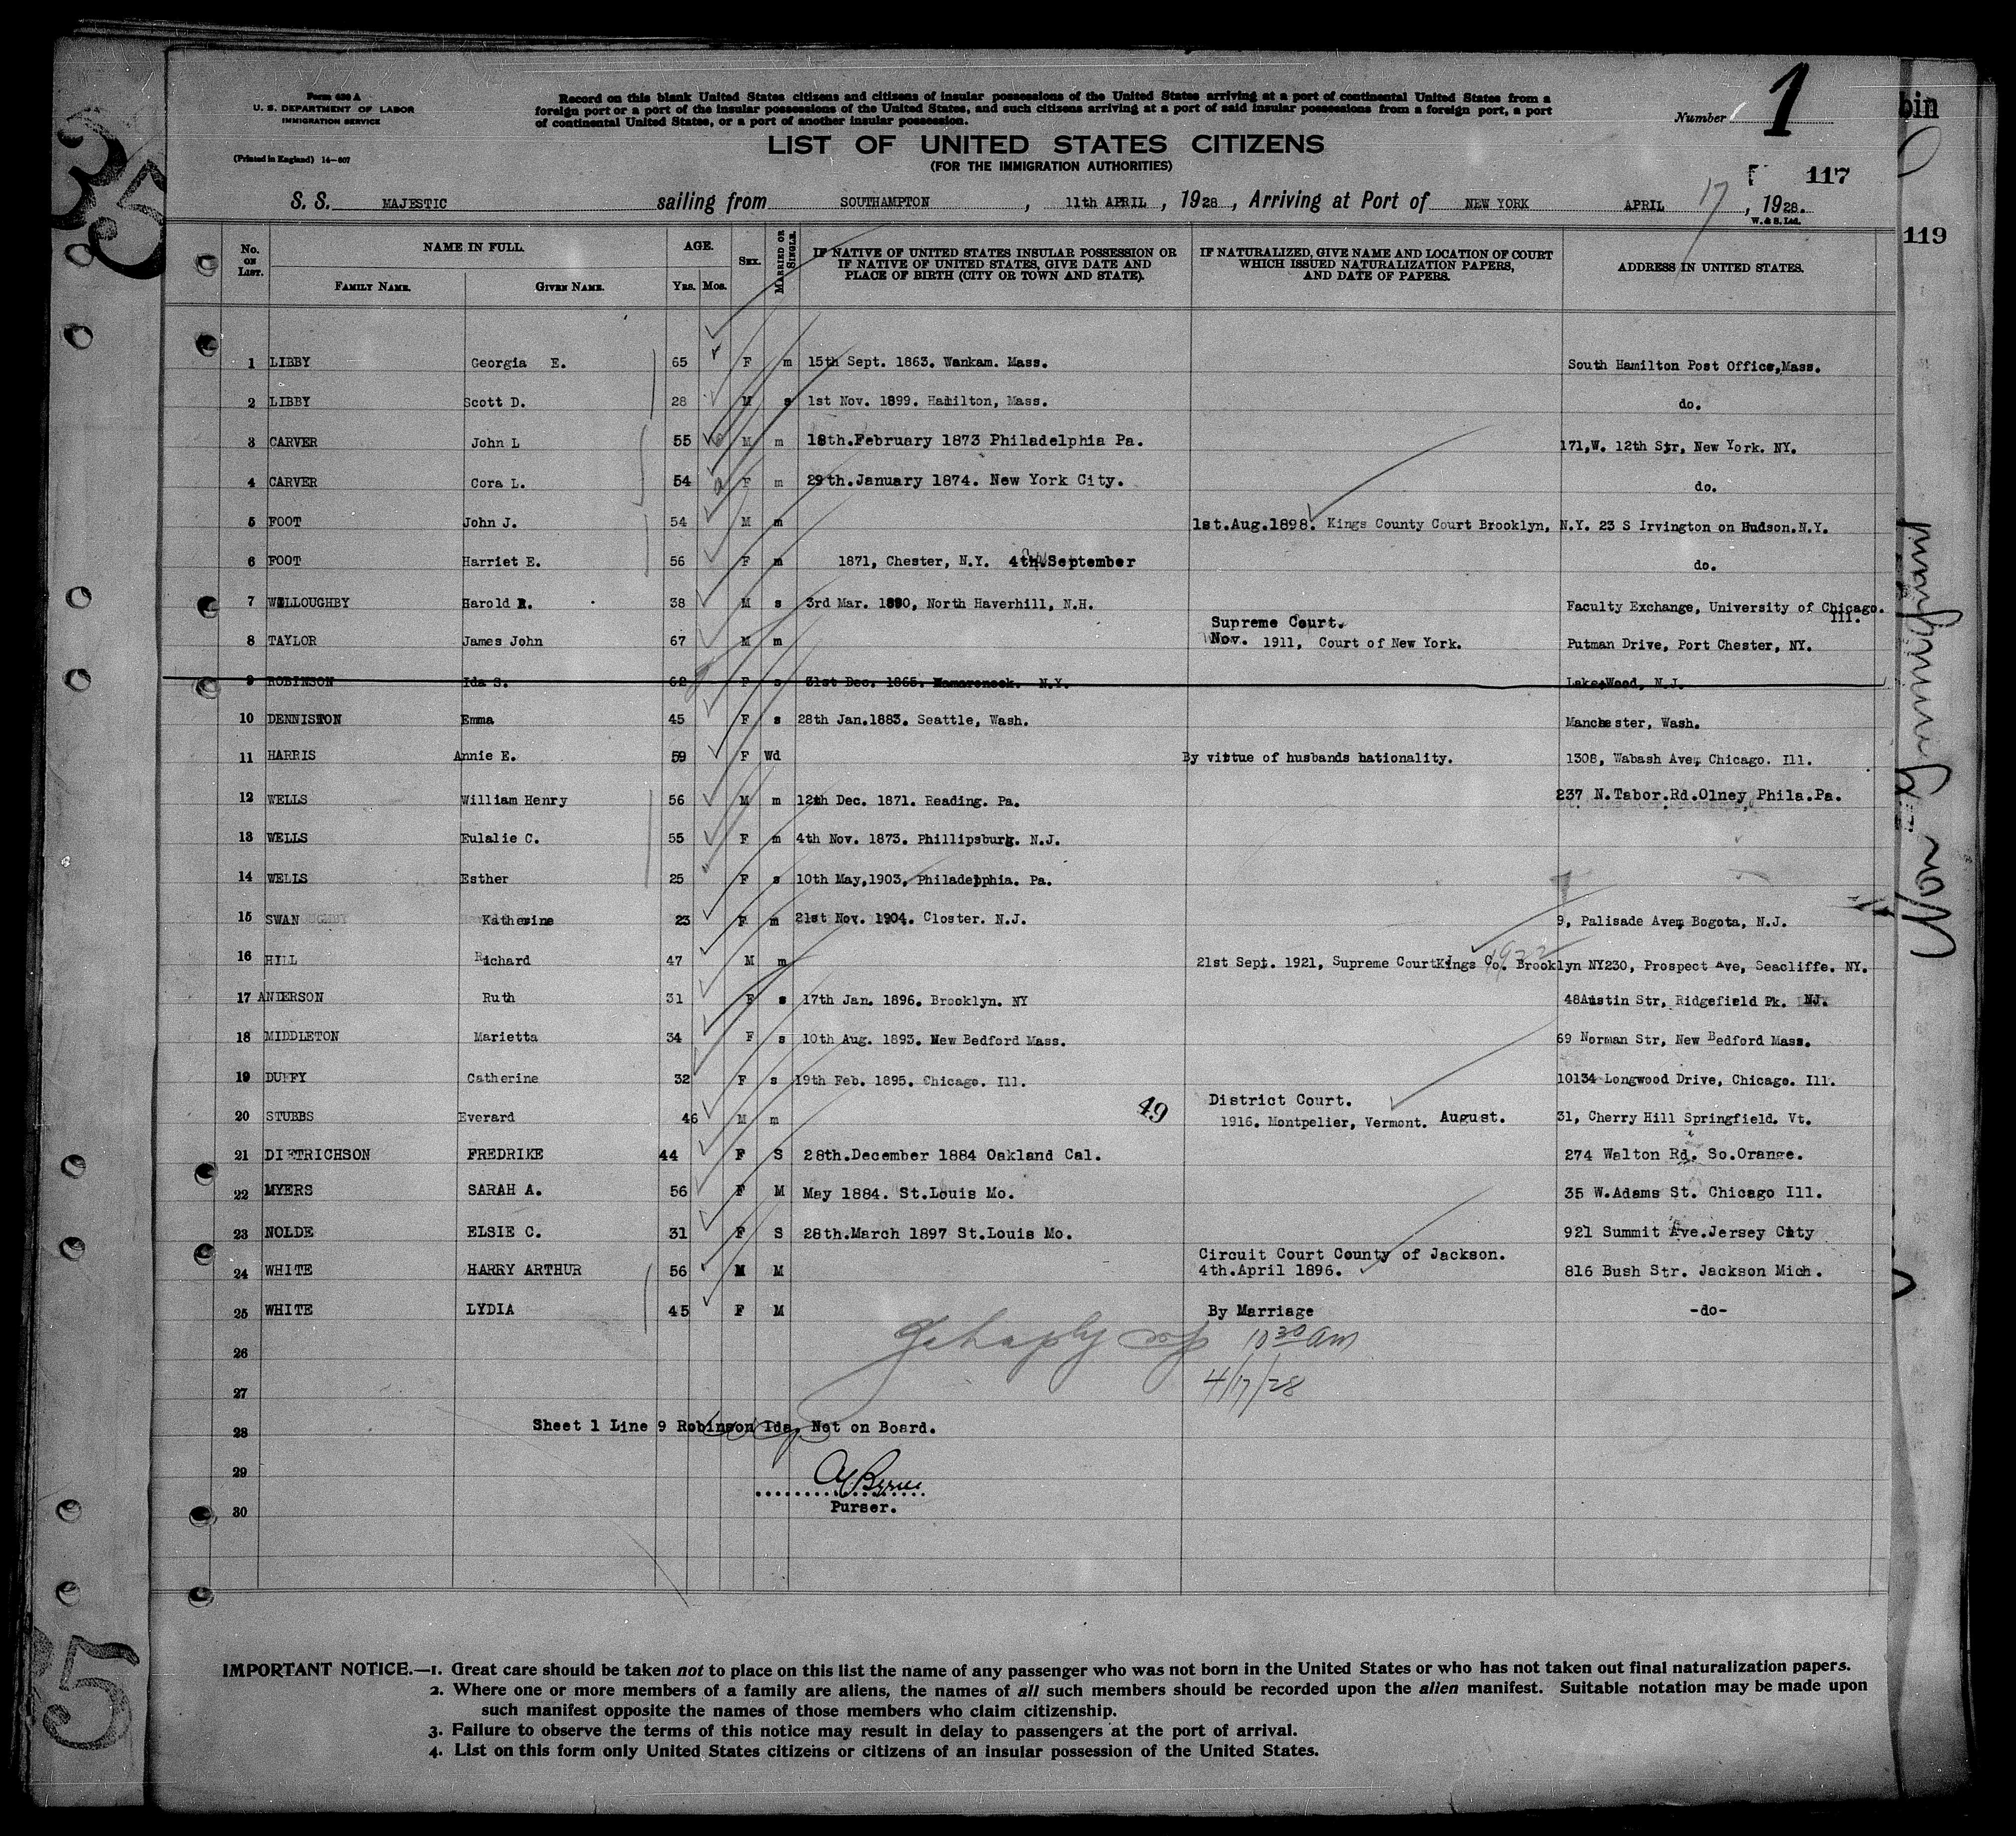 Form 630 A
U. S. DEPARTMENT OF LABOR
IMMIGRATION SERVICE
(Printed in England) 14—607
Record on this blank United States citizens and citizens of insular possessions of the United States arriving at a port of continental United States from a
foreign port or a port of the insular possessions of the United States, and such citizens arriving at a port of said insular possessions from a foreign port, a port
of continental United States, or a port of another insular possession.
Number 1
LIST OF UNITED STATES CITIZENS
(FOR THE IMMIGRATION AUTHORITIES)
117
S. S. MAJESTIC sailing from SOUTHAMPTON, 11th APRIL, 1928, Arriving at Port of NEW YORK APRIL 17, 1928.
W. & S. Ltd.
No. ON LIST. NAME IN FULL. FAMILY NAME. GIVEN NAME. AGE. YRS. MOS. SEX. MARRIED OR SINGLE. IF NATIVE OF UNITED STATES INSULAR POSSESSION OR IF NATIVE OF UNITED STATES, GIVE DATE AND PLACE OF BIRTH (CITY OR TOWN AND STATE). IF NATURALIZED, GIVE NAME AND LOCATION OF COURT WHICH ISSUED NATURALIZATION PAPERS, AND DATE OF PAPERS. ADDRESS IN UNITED STATES.
1 LIBBY Georgia E. 65 F m 15th Sept. 1863. Wankam. Mass. South Hamilton Post Office, Mass.
2 LIBBY Scott D. 28 M s 1st Nov. 1899. Hamilton, Mass. do.
3 CARVER John L 55 M m 18th.February 1873 Philadelphia Pa. 171,W. 12th Str, New York. NY.
4 CARVER Cora L. 54 F m 29th.January 1874. New York City. do.
5 FOOT John J. 54 M m 1st.Aug.1898. Kings County Court Brooklyn, N.Y. 23 S Irvington on Hudson.N.Y.
6 FOOT Harriet E. 56 F m 1871, Chester, N.Y. 4th September do.
7 WILLOUGHBY Harold R. 38 M s 3rd Mar. 1890, North Haverhill, N.H. Faculty Exchange, University of Chicago. Ill.
8 TAYLOR James John 67 M m Supreme Court. Nov. 1911, Court of New York. Putman Drive, Port Chester, NY.
9 ROBINSON Ida S. 62 F s 31st Dec. 1865. Mamaroneck. N.Y. Lake Wood, N.J.
10 DENNISTON Emma 45 F s 28th Jan.1883. Seattle, Wash. Manchester, Wash.
11 HARRIS Annie E. 59 F Wd By virtue of husbands nationality. 1308, Wabash Ave, Chicago. Ill.
12 WELLS William Henry 56 M m 12th Dec. 1871. Reading. Pa. 237 N.Tabor.Rd.Olney, Phila.Pa.
13 WELLS Eulalie C. 55 F m 4th Nov. 1873. Phillipsburg. N.J.
14 WELLS Esther 25 F s 10th May,1903, Philadelphia. Pa.
15 SWAN Katherine 23 F m 21st Nov. 1904. Closter. N.J. 9, Palisade Ave, Bogota, N.J.
16 HILL Richard 47 M m 21st Sept. 1921, Supreme Court Kings Co. Brooklyn NY 230, Prospect Ave, Seacliffe. NY.
1922
17 ANDERSON Ruth 31 F s 17th Jan. 1896. Brooklyn. NY 48 Austin Str, Ridgefield Pk. NJ.
18 MIDDLETON Marietta 34 F s 10th Aug. 1893. New Bedford Mass. 69 Norman Str, New Bedford Mass.
19 DUFFY Catherine 32 F s 19th Feb. 1895. Chicago. Ill. 10134 Longwood Drive, Chicago. Ill.
20 STUBBS Everard 46 M m 49 District Court. 1916. Montpelier, Vermont. August. 31, Cherry Hill Springfield. Vt.
21 DIETRICHSON FREDRIKE 44 F S 28th.December 1884 Oakland Cal. 274 Walton Rd. So.Orange.
22 MYERS SARAH A. 56 F M May 1884. St.Louis Mo. 35 W.Adams St. Chicago Ill.
23 NOLDE ELSIE C. 31 F S 28th.March 1897 St.Louis Mo. 921 Summit Ave.Jersey City
24 WHITE HARRY ARTHUR 56 M M Circuit Court County of Jackson. 4th.April 1896. 816 Bush Str. Jackson Mich.
25 WHITE LYDIA 45 F M By Marriage -do-
26
10 30 am
27
4/17/28
28 Sheet 1 Line 9 Robinson Ida, Not on Board.
29
Purser.
30
IMPORTANT NOTICE.—1. Great care should be taken not to place on this list the name of any passenger who was not born in the United States or who has not taken out final naturalization papers.
2. Where one or more members of a family are aliens, the names of all such members should be recorded upon the alien manifest. Suitable notation may be made upon
such manifest opposite the names of those members who claim citizenship.
3. Failure to observe the terms of this notice may result in delay to passengers at the port of arrival.
4. List on this form only United States citizens or citizens of an insular possession of the United States.
35
5
bin
119